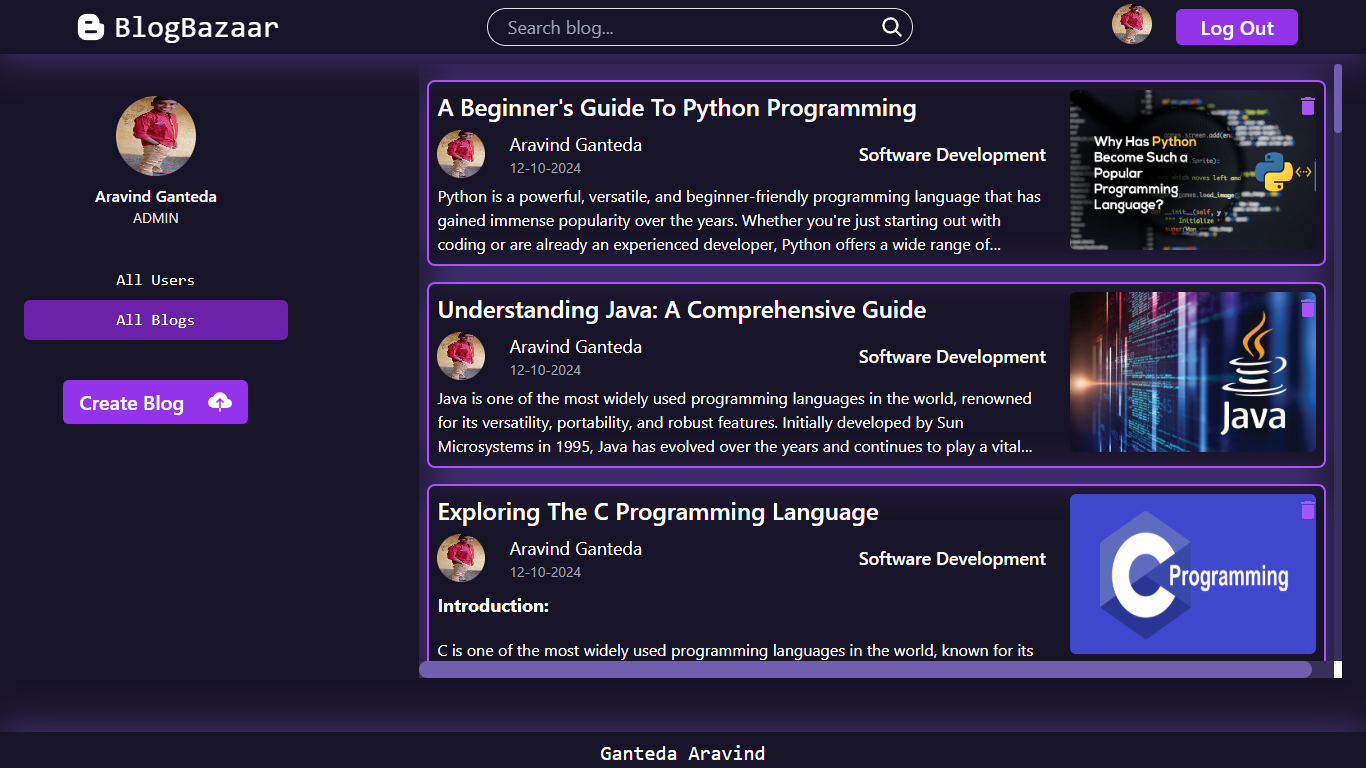 BlogBazaar
Search blog...
Log Out
Aravind Ganteda
ADMIN
All Users
All Blogs
Create Blog
A Beginner's Guide To Python Programming
Aravind Ganteda
12-10-2024
Software Development
Python is a powerful, versatile, and beginner-friendly programming language that has
gained immense popularity over the years. Whether you're just starting out with
coding or are already an experienced developer, Python offers a wide range of...
Why Has Python
Become Such a
Popular
Programming
Language?
Understanding Java: A Comprehensive Guide
Aravind Ganteda
12-10-2024
Software Development
Java is one of the most widely used programming languages in the world, renowned
for its versatility, portability, and robust features. Initially developed by Sun
Microsystems in 1995, Java has evolved over the years and continues to play a vital...
Java
Exploring The C Programming Language
Aravind Ganteda
12-10-2024
Software Development
Introduction:
C is one of the most widely used programming languages in the world, known for its
C Programming
Ganteda Aravind